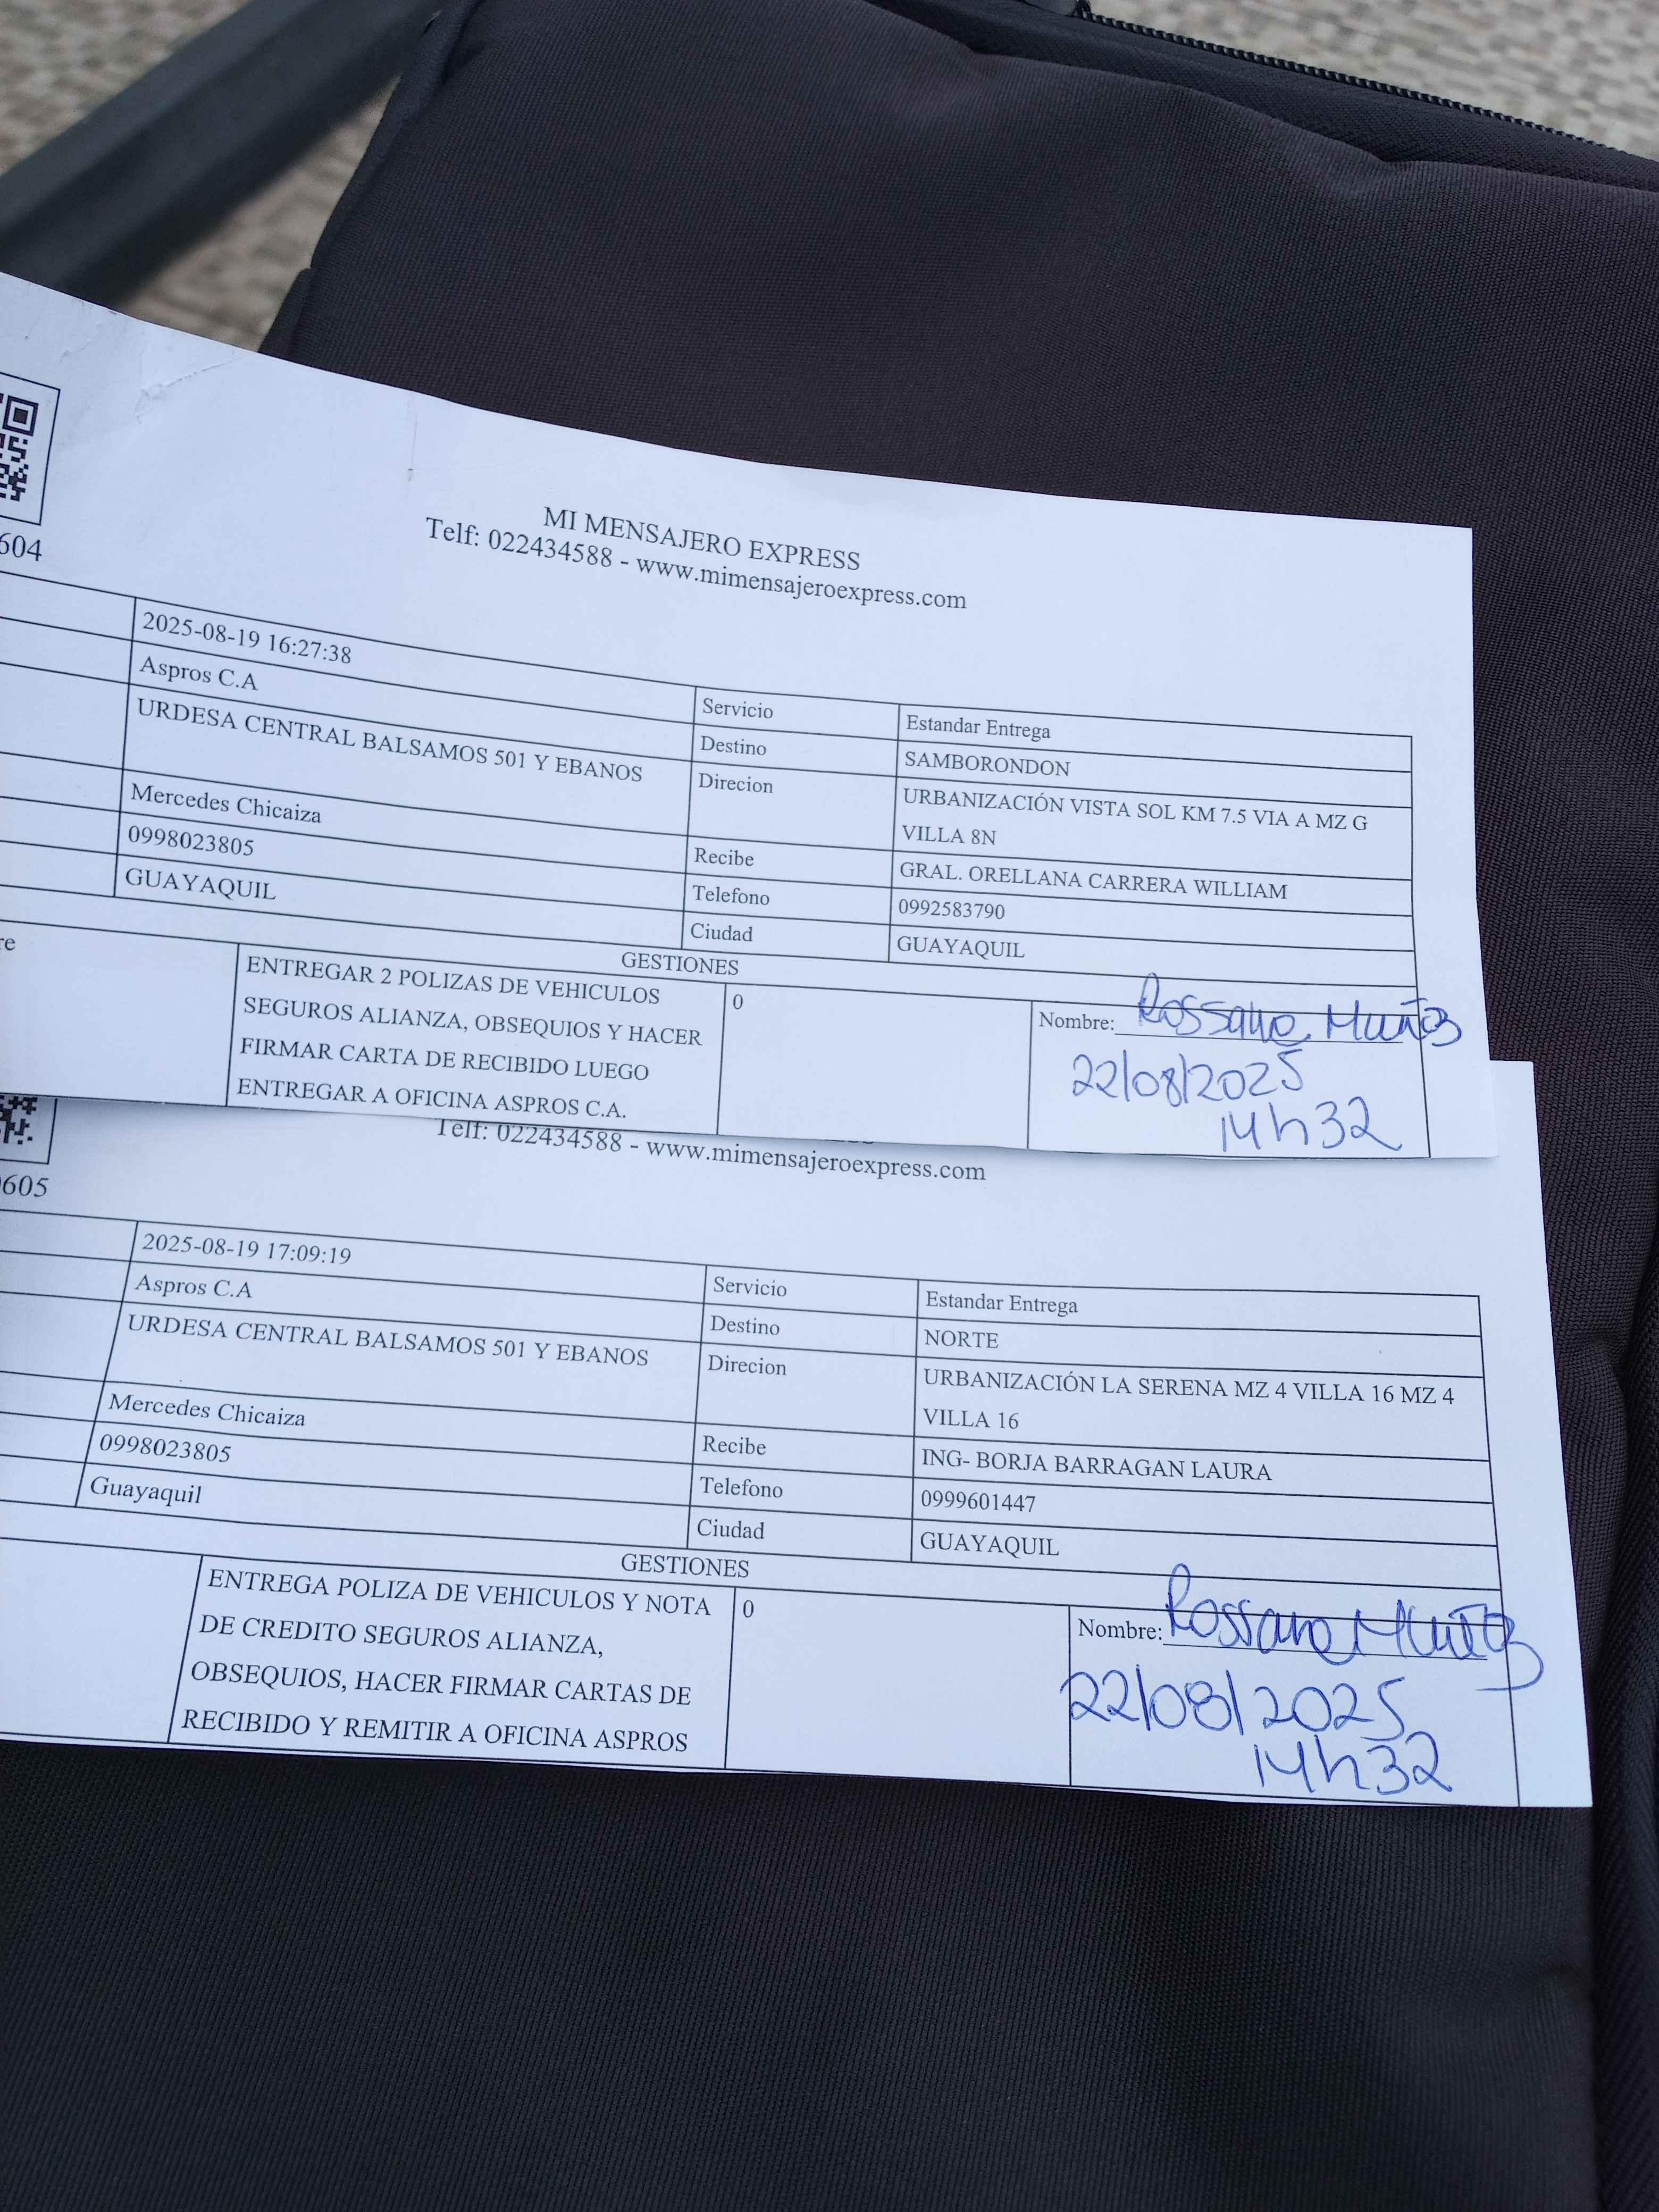 604
MI MENSAJERO EXPRESS
Telf: 022434588 - www.mimensajeroexpress.com
2025-08-19 16:27:38
Aspros C.A
URDESA CENTRAL BALSAMOS 501 Y EBANOS
Mercedes Chicaiza
0998023805
GUAYAQUIL
Servicio Estandar Entrega
Destino SAMBORONDON
Direcion URBANIZACIÓN VISTA SOL KM 7.5 VIA A MZ G
VILLA 8N
Recibe GRAL. ORELLANA CARRERA WILLIAM
Telefono 0992583790
Ciudad GUAYAQUIL
GESTIONES
re
ENTREGAR 2 POLIZAS DE VEHICULOS
SEGUROS ALIANZA, OBSEQUIOS Y HACER
FIRMAR CARTA DE RECIBIDO LUEGO
ENTREGAR A OFICINA ASPROS C.A.
0
Nombre: Rossana Muñoz
22/08/2025
14h32
Telf: 022434588 - www.mimensajeroexpress.com
605
2025-08-19 17:09:19
Aspros C.A
URDESA CENTRAL BALSAMOS 501 Y EBANOS
Mercedes Chicaiza
0998023805
Guayaquil
Servicio Estandar Entrega
Destino NORTE
Direcion URBANIZACIÓN LA SERENA MZ 4 VILLA 16 MZ 4
VILLA 16
Recibe ING- BORJA BARRAGAN LAURA
Telefono 0999601447
Ciudad GUAYAQUIL
GESTIONES
ENTREGA POLIZA DE VEHICULOS Y NOTA
DE CREDITO SEGUROS ALIANZA,
OBSEQUIOS, HACER FIRMAR CARTAS DE
RECIBIDO Y REMITIR A OFICINA ASPROS
0
Nombre: Rossana Muñoz
22/08/2025
14h32